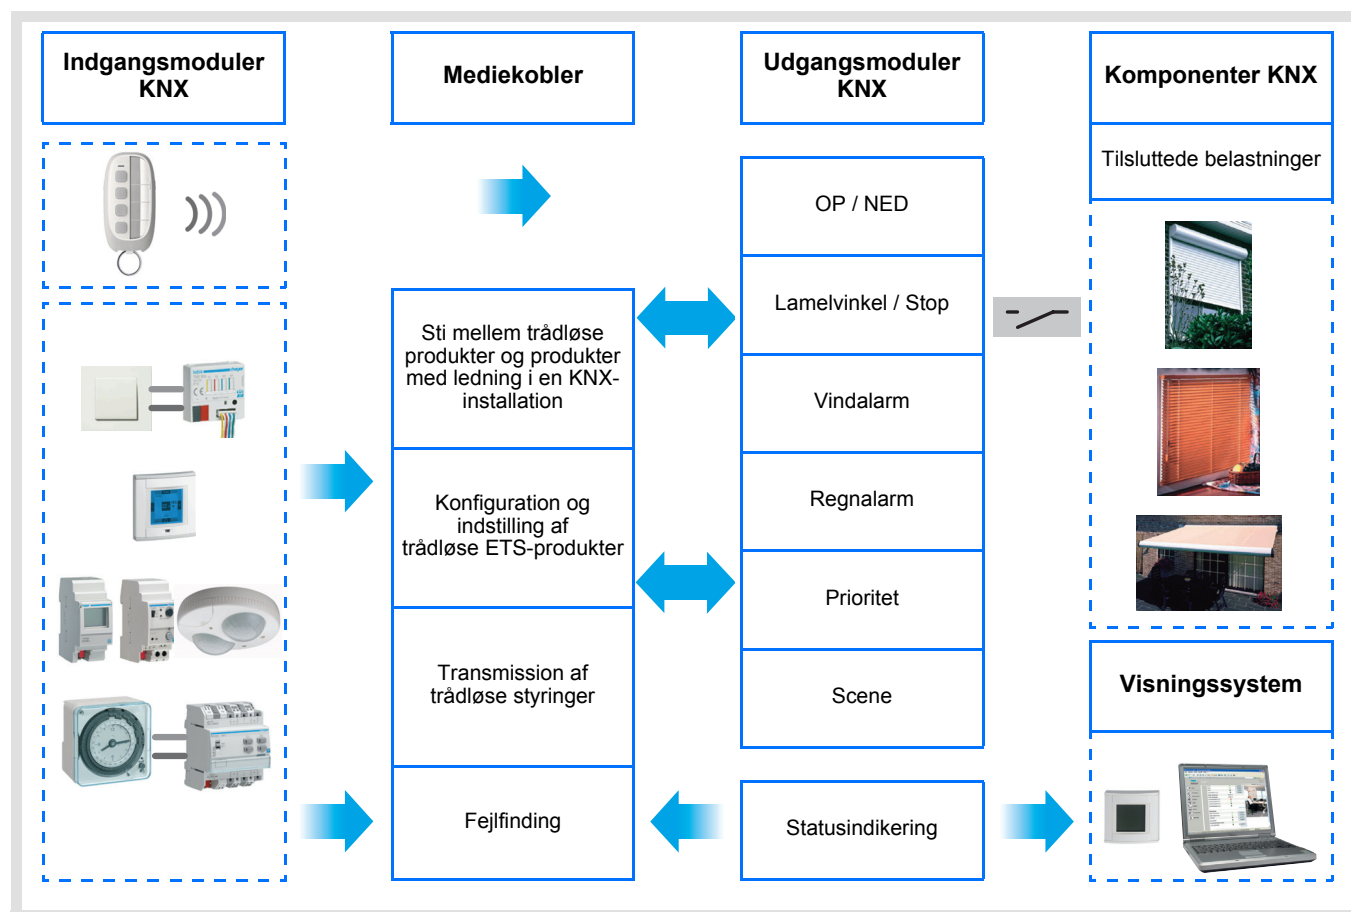 Indgangsmoduler
KNX
Mediekobler
Udgangsmoduler
KNX
Komponenter KNX
Tilsluttede belastninger
OP / NED
Lamelvinkel / Stop
Vindalarm
Regnalarm
Prioritet
Scene
Statusindikering
Sti mellem trådløse
produkter og produkter
med ledning i en KNX-
installation
Konfiguration og
indstilling af
trådløse ETS-produkter
Transmission af
trådløse styringer
Fejlfinding
Visningssystem